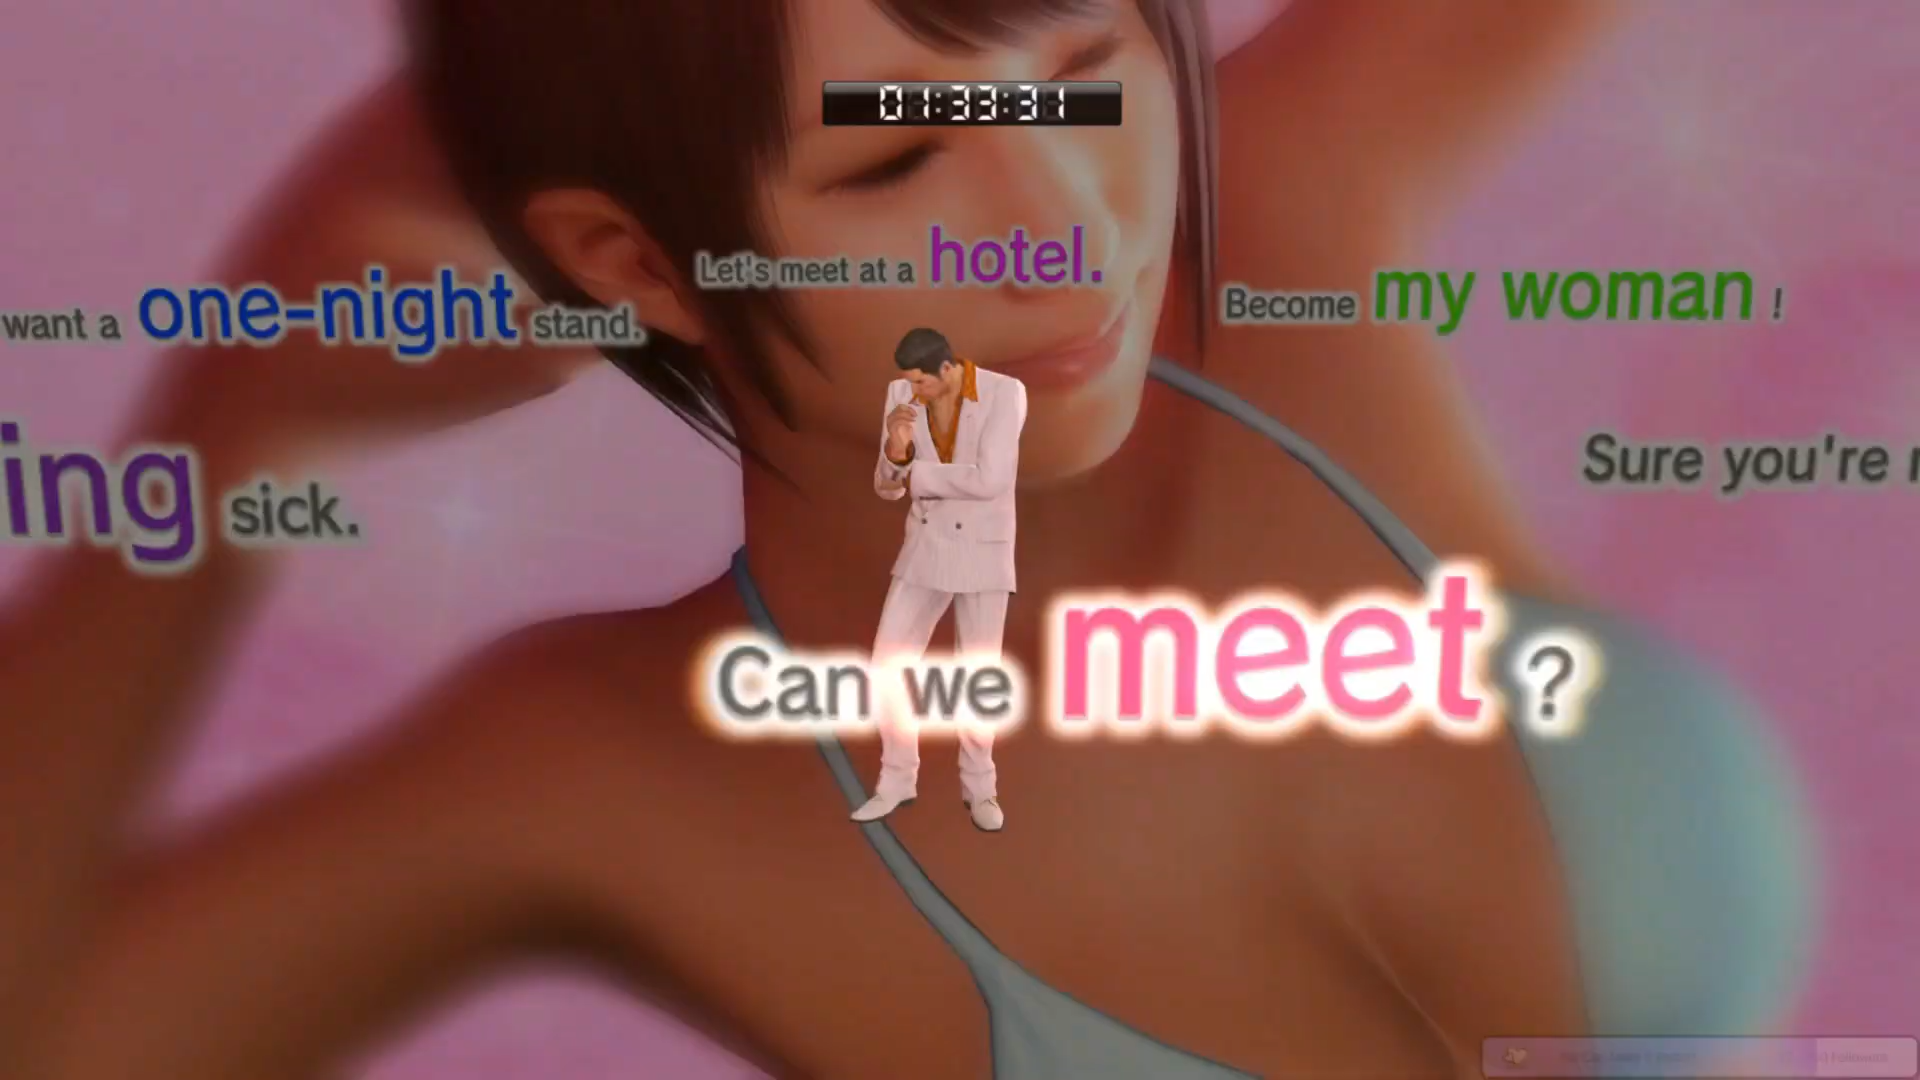 01:33:31
Let's meet at a hotel.
want a one-night stand.
Become my woman !
ing sick.
Sure you're
Can we meet ?
Followers